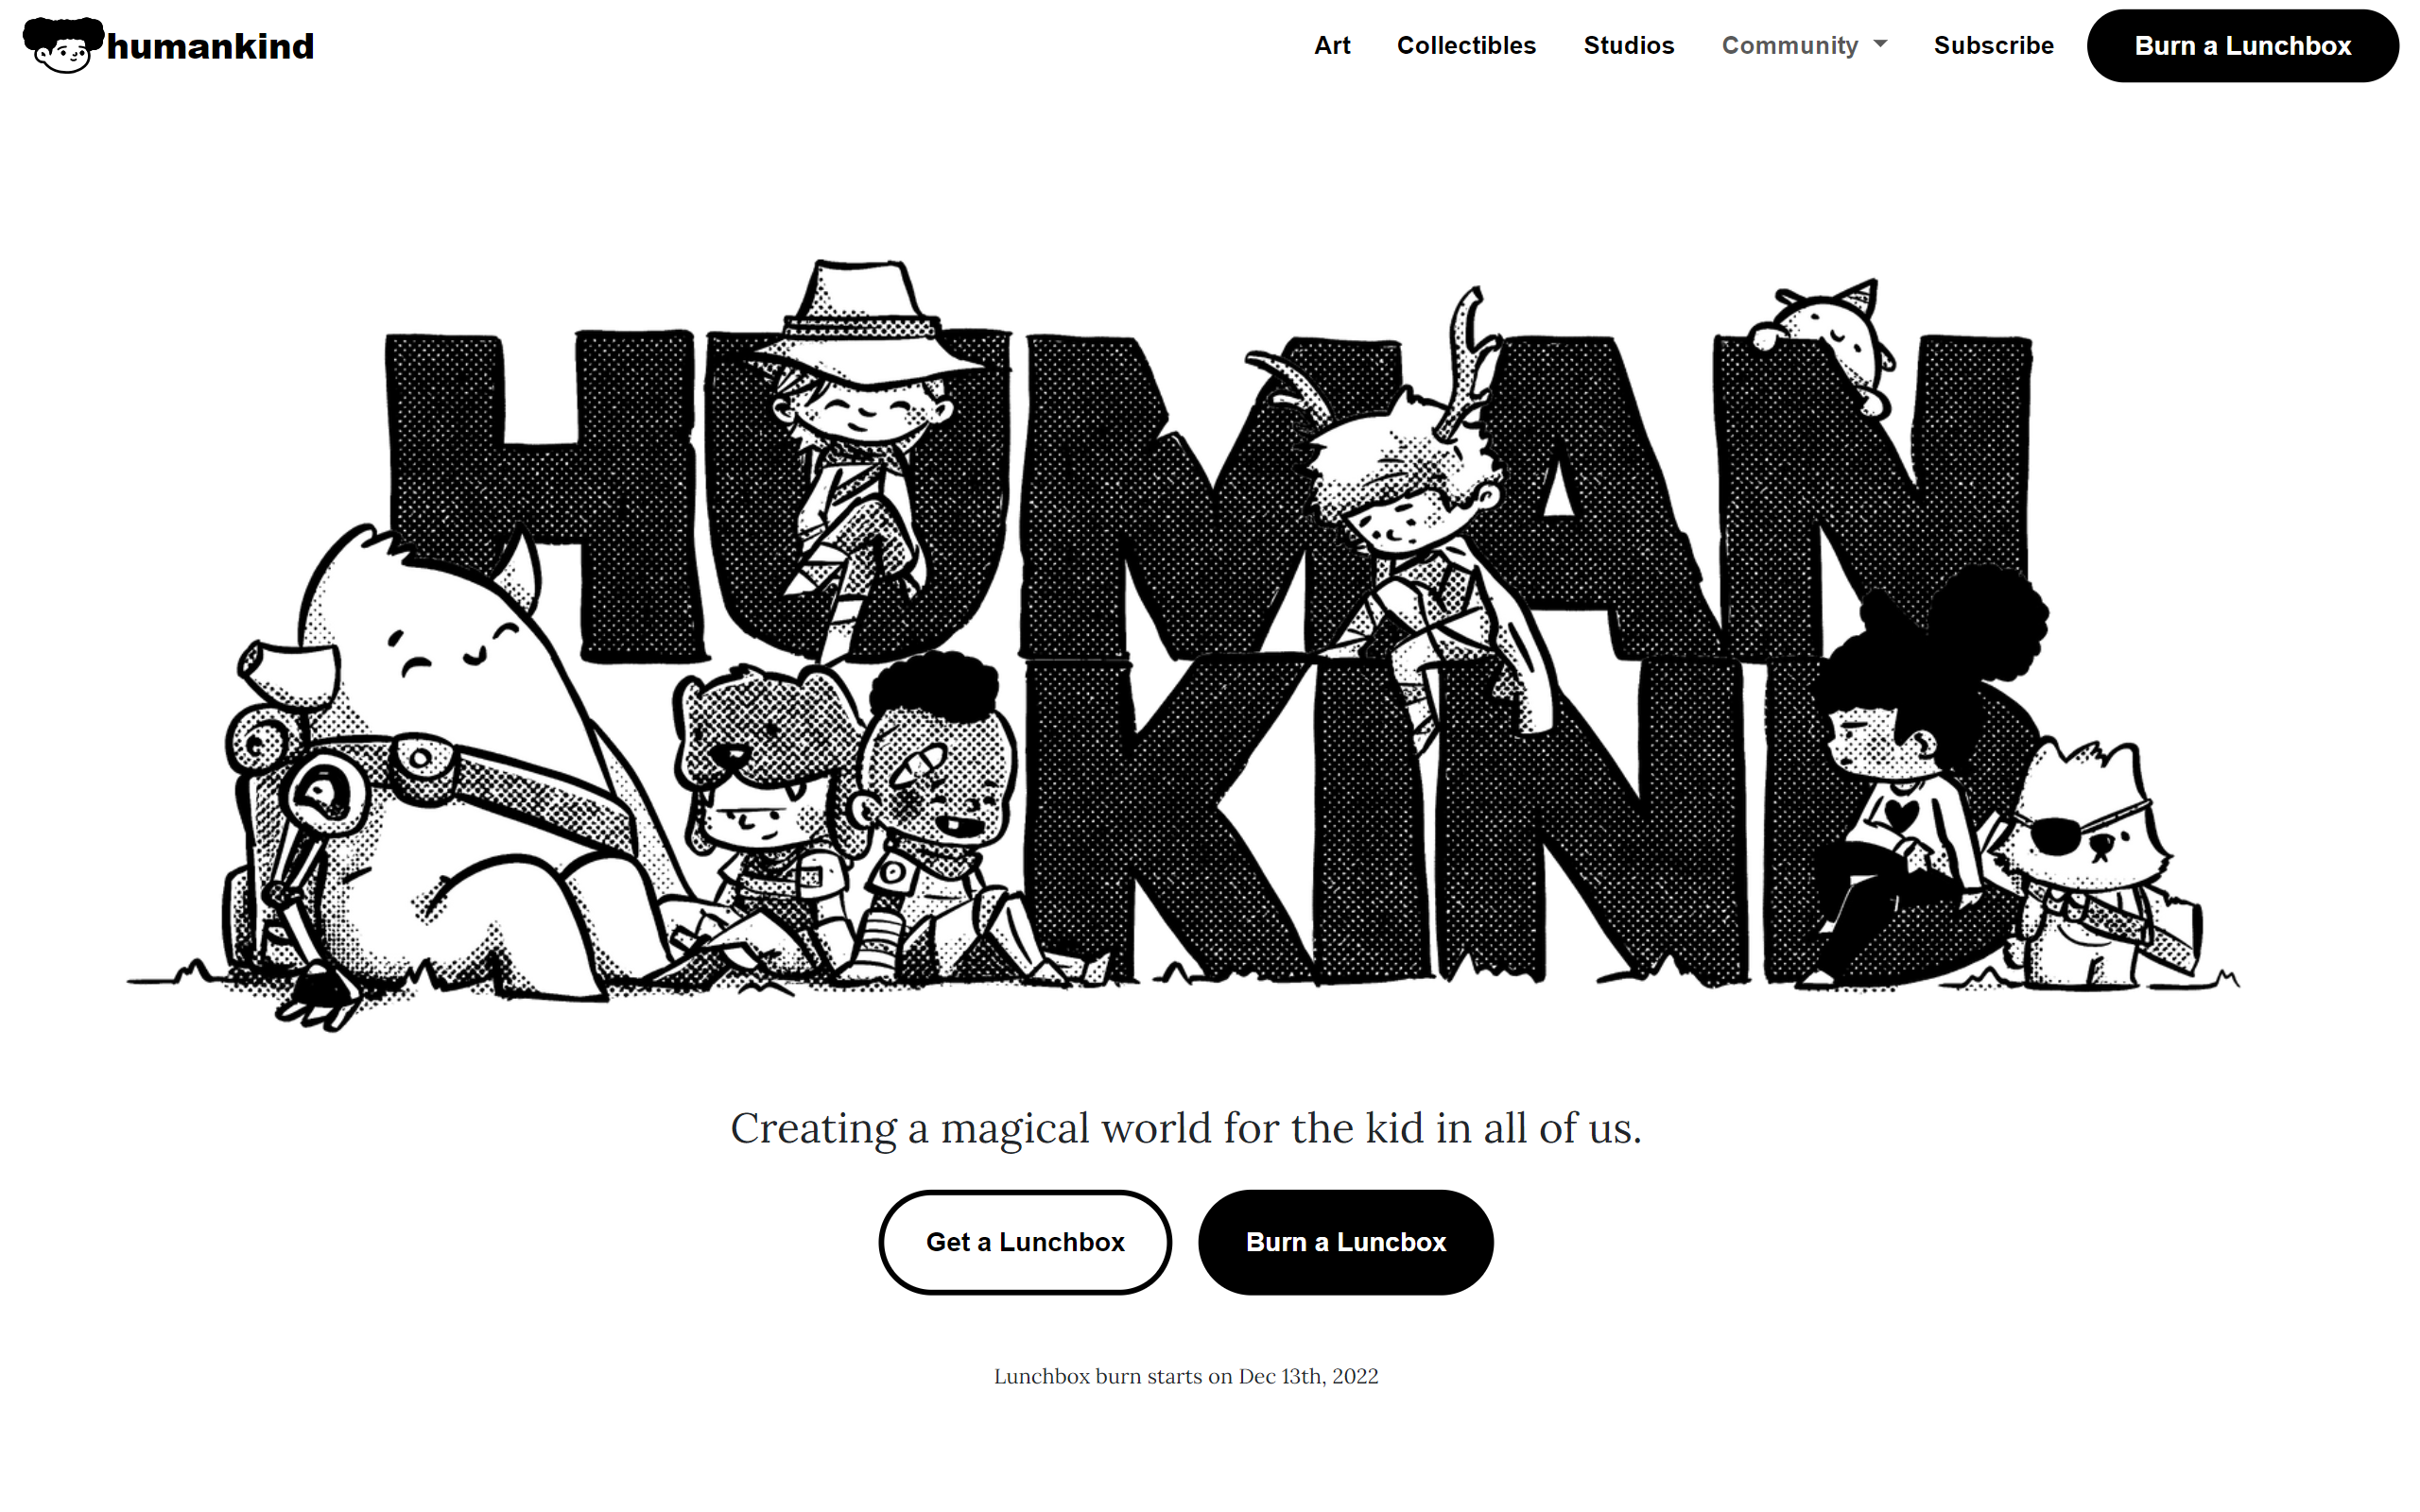 humankind
Art Collectibles Studios Community Subscribe Burn a Lunchbox
HUMAN
KIND
Creating a magical world for the kid in all of us.
Get a Lunchbox Burn a Luncbox
Lunchbox burn starts on Dec 13th, 2022